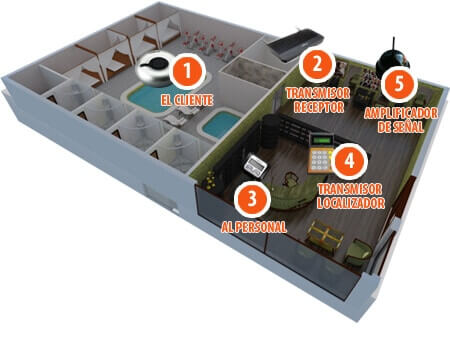 1
EL CLIENTE
2
TRANSMISOR
RECEPTOR
5
AMPLIFICADOR
DE SEÑAL
4
TRANSMISOR
LOCALIZADOR
3
AL PERSONAL